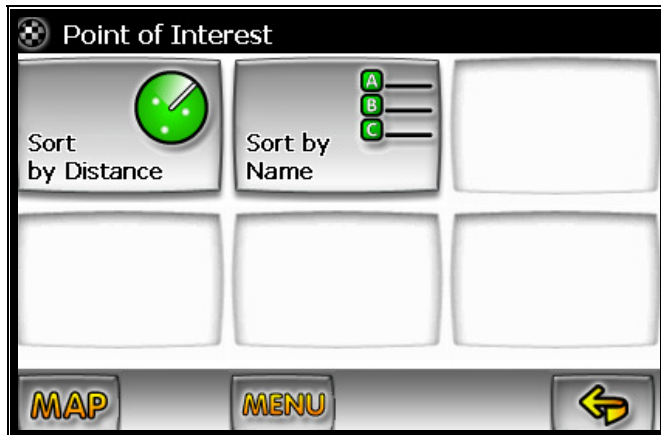 Point of Interest
Sort
by Distance
A
B
C
Sort by
Name
MAP
MENU